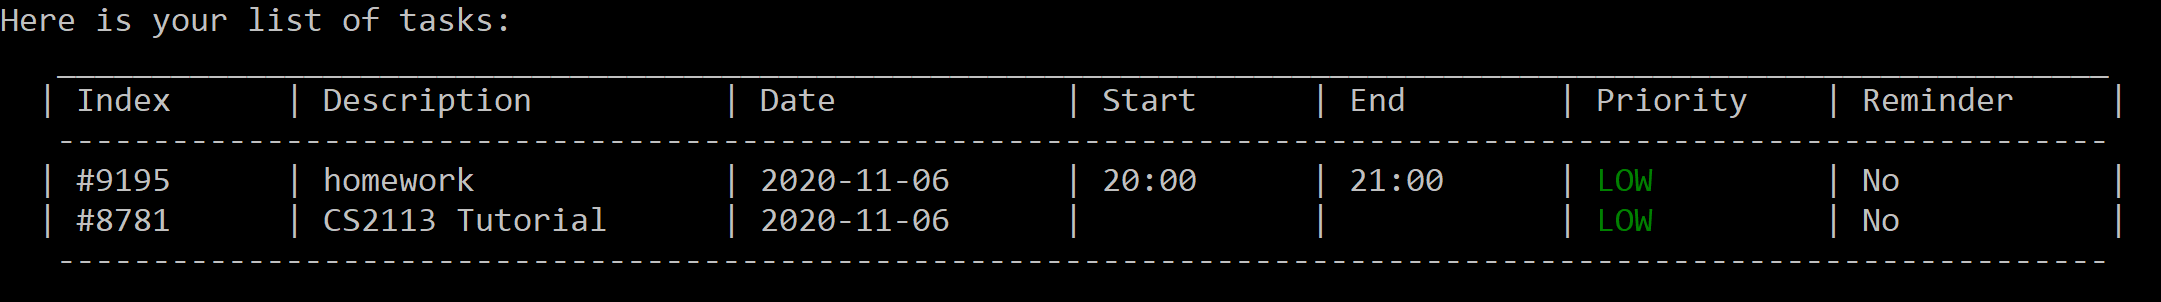 Here is your list of tasks:
| Index | Description | Date | Start | End | Priority | Reminder |
| #9195 | homework | 2020-11-06 | 20:00 | 21:00 | LOW | No |
| #8781 | CS2113 Tutorial | 2020-11-06 | | | LOW | No |